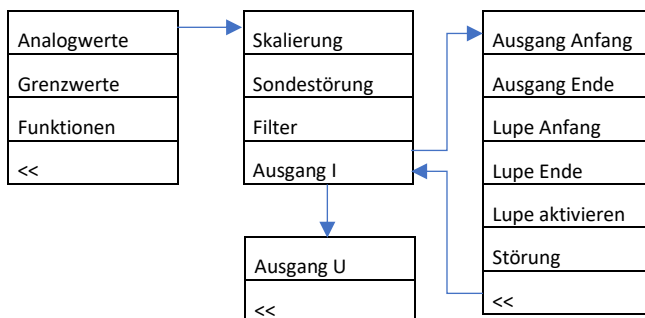 Analogwerte
Grenzwerte
Funktionen
<<
Skalierung
Sondestörung
Filter
Ausgang I
Ausgang U
<<
Ausgang Anfang
Ausgang Ende
Lupe Anfang
Lupe Ende
Lupe aktivieren
Störung
<<